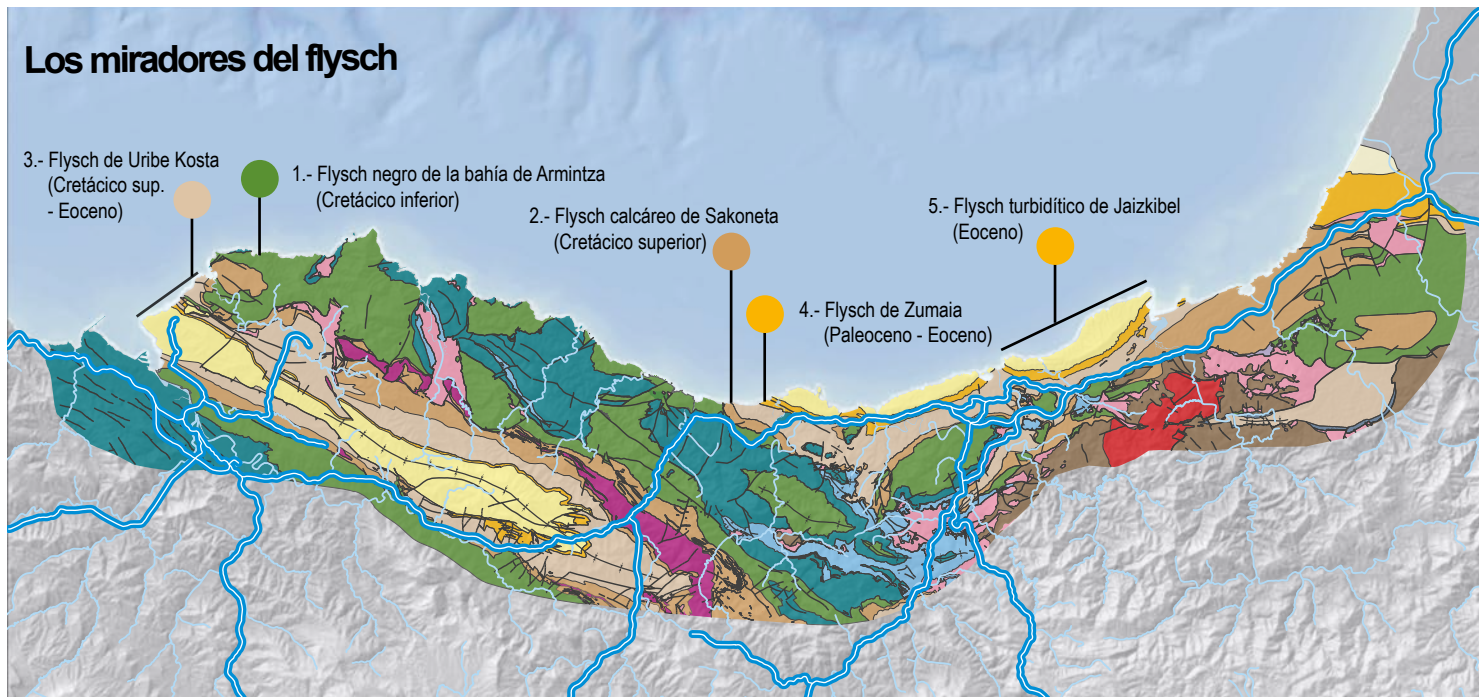 Los miradores del flysch
3.- Flysch de Uribe Kosta
(Cretácico sup.
- Eoceno)
1.- Flysch negro de la bahía de Armintza
(Cretácico inferior)
2.- Flysch calcáreo de Sakoneta
(Cretácico superior)
4.- Flysch de Zumaia
(Paleoceno - Eoceno)
5.- Flysch turbidítico de Jaizkibel
(Eoceno)